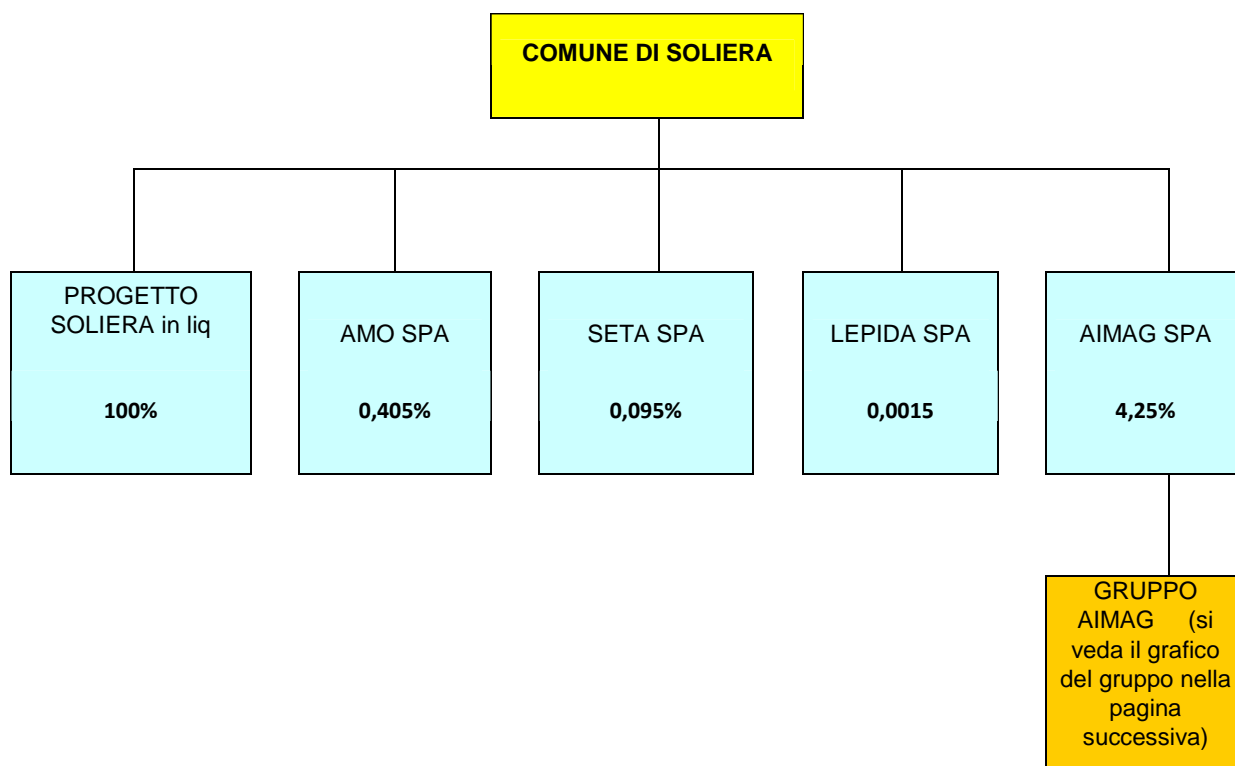 COMUNE DI SOLIERA
PROGETTO
SOLIERA in liq
100%
AMO SPA
0,405%
SETA SPA
0,095%
LEPIDA SPA
0,0015
AIMAG SPA
4,25%
GRUPPO
AIMAG (si
veda il grafico
del gruppo nella
pagina
successiva)